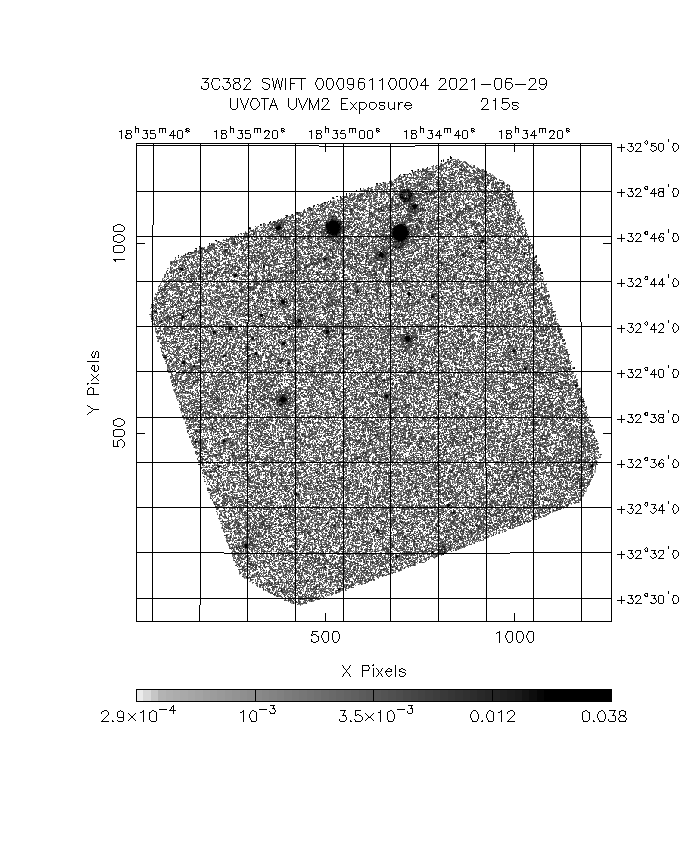 3C382 SWIFT 00096110004 2021-06-29
UVOTA UVM2 Exposure 215s
18ʰ35ᵐ40ˢ 18ʰ35ᵐ20ˢ 18ʰ35ᵐ00ˢ 18ʰ34ᵐ40ˢ 18ʰ34ᵐ20ˢ
+32°50'0
+32°48'0
+32°46'0
+32°44'0
+32°42'0
+32°40'0
+32°38'0
+32°36'0
+32°34'0
+32°32'0
+32°30'0
1000
500
Y Pixels
500 1000
X Pixels
2.9×10⁻⁴ 10⁻³ 3.5×10⁻³ 0.012 0.038